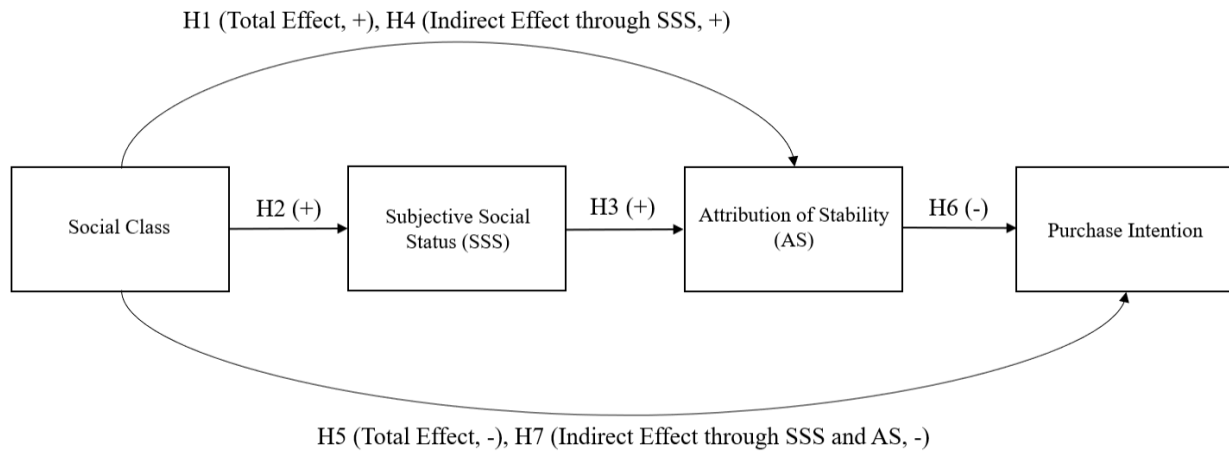 H1 (Total Effect, +), H4 (Indirect Effect through SSS, +)
Social Class
H2 (+)
Subjective Social
Status (SSS)
H3 (+)
Attribution of Stability
(AS)
H6 (-)
Purchase Intention
H5 (Total Effect, -), H7 (Indirect Effect through SSS and AS, -)